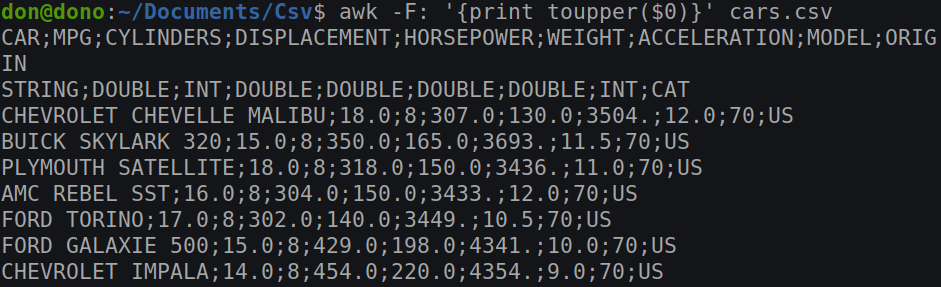 don@dono:~/Documents/Csv$ awk -F: '{print toupper($0)}' cars.csv
CAR;MPG;CYLINDERS;DISPLACEMENT;HORSEPOWER;WEIGHT;ACCELERATION;MODEL;ORIG
IN
STRING;DOUBLE;INT;DOUBLE;DOUBLE;DOUBLE;DOUBLE;INT;CAT
CHEVROLET CHEVELLE MALIBU;18.0;8;307.0;130.0;3504.;12.0;70;US
BUICK SKYLARK 320;15.0;8;350.0;165.0;3693.;11.5;70;US
PLYMOUTH SATELLITE;18.0;8;318.0;150.0;3436.;11.0;70;US
AMC REBEL SST;16.0;8;304.0;150.0;3433.;12.0;70;US
FORD TORINO;17.0;8;302.0;140.0;3449.;10.5;70;US
FORD GALAXIE 500;15.0;8;429.0;198.0;4341.;10.0;70;US
CHEVROLET IMPALA;14.0;8;454.0;220.0;4354.;9.0;70;US